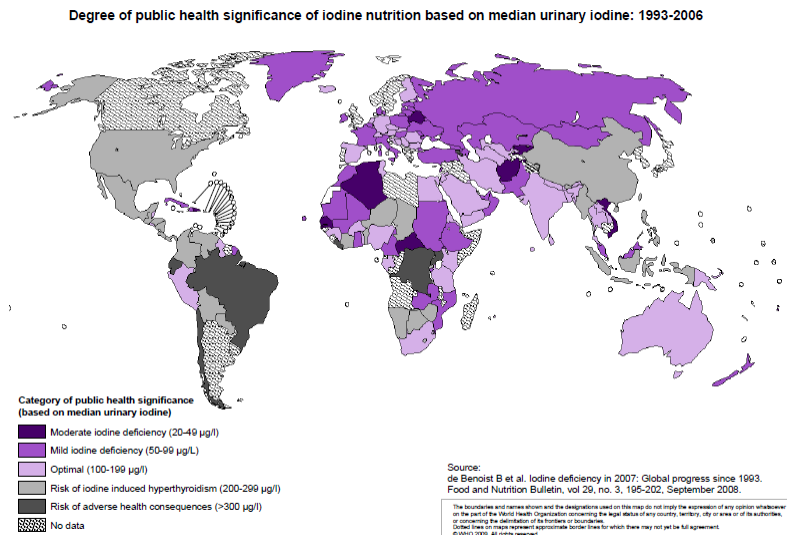 Degree of public health significance of iodine nutrition based on median urinary iodine: 1993-2006
Category of public health significance
(based on median urinary iodine)
Moderate iodine deficiency (20-49 µg/l)
Mild iodine deficiency (50-99 µg/L)
Optimal (100-199 µg/l)
Risk of iodine induced hyperthyroidism (200-299 µg/l)
Risk of adverse health consequences (>300 µg/l)
No data
Source:
de Benoist B et al. Iodine deficiency in 2007: Global progress since 1993.
Food and Nutrition Bulletin, vol 29, no. 3, 195-202, September 2008.
The boundaries and names shown and the designations used on this map do not imply the expression of any opinion whatsoever
on the part of the World Health Organization concerning the legal status of any country, territory, city or area or of its authorities,
or concerning the delimitation of its frontiers or boundaries.
Dotted lines on maps represent approximate border lines for which there may not yet be full agreement.
© WHO 2009. All rights reserved